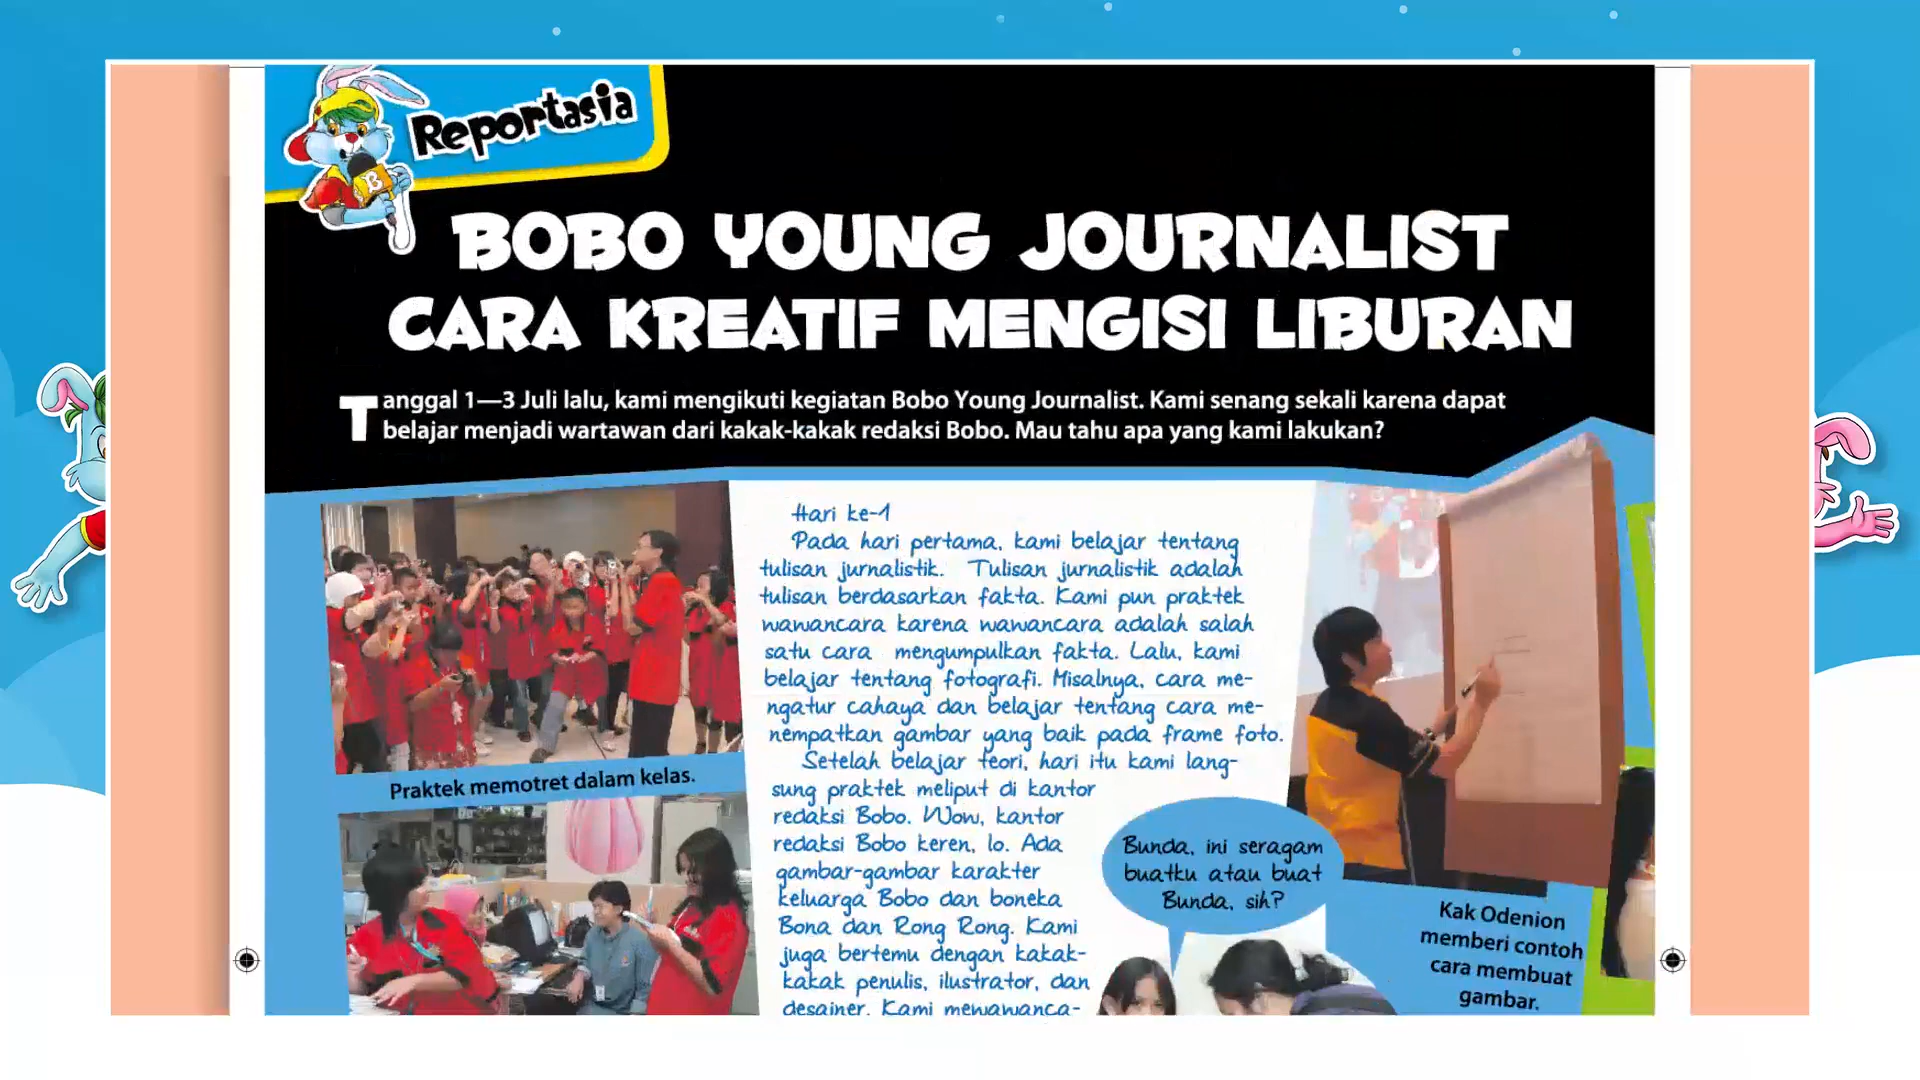 Reportasia
BOBO YOUNG JOURNALIST
CARA KREATIF MENGISI LIBURAN
Tanggal 1—3 Juli lalu, kami mengikuti kegiatan Bobo Young Journalist. Kami senang sekali karena dapat
belajar menjadi wartawan dari kakak-kakak redaksi Bobo. Mau tahu apa yang kami lakukan?
Praktek memotret dalam kelas.
Hari ke-1
Pada hari pertama, kami belajar tentang
tulisan jurnalistik. Tulisan jurnalistik adalah
tulisan berdasarkan fakta. Kami pun praktek
wawancara karena wawancara adalah salah
satu cara mengumpulkan fakta. Lalu, kami
belajar tentang fotografi. Misalnya, cara me-
ngatur cahaya dan belajar tentang cara me-
nempatkan gambar yang baik pada frame foto.
Setelah belajar teori, hari itu kami lang-
sung praktek meliput di kantor
redaksi Bobo. Wow, kantor
redaksi Bobo keren, lo. Ada
gambar-gambar karakter
keluarga Bobo dan boneka
Bona dan Rong Rong. Kami
juga bertemu dengan kakak-
kakak penulis, ilustrator, dan
desainer. Kami mewawanca-
Bunda, ini seragam
buatku atau buat
Bunda, sih?
Kak Odenion
memberi contoh
cara membuat
gambar.
B